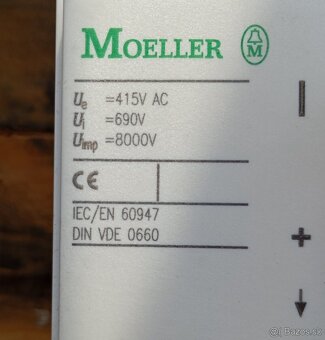 MOELLER M
Ue =415V AC
Ui =690V
Uimp =8000V
CE
IEC/EN 60947
DIN VDE 0660
+